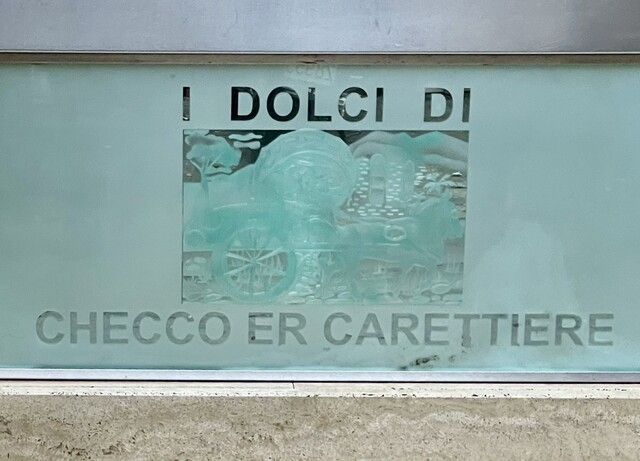 I DOLCI DI
CHECCO ER CARETTIERE